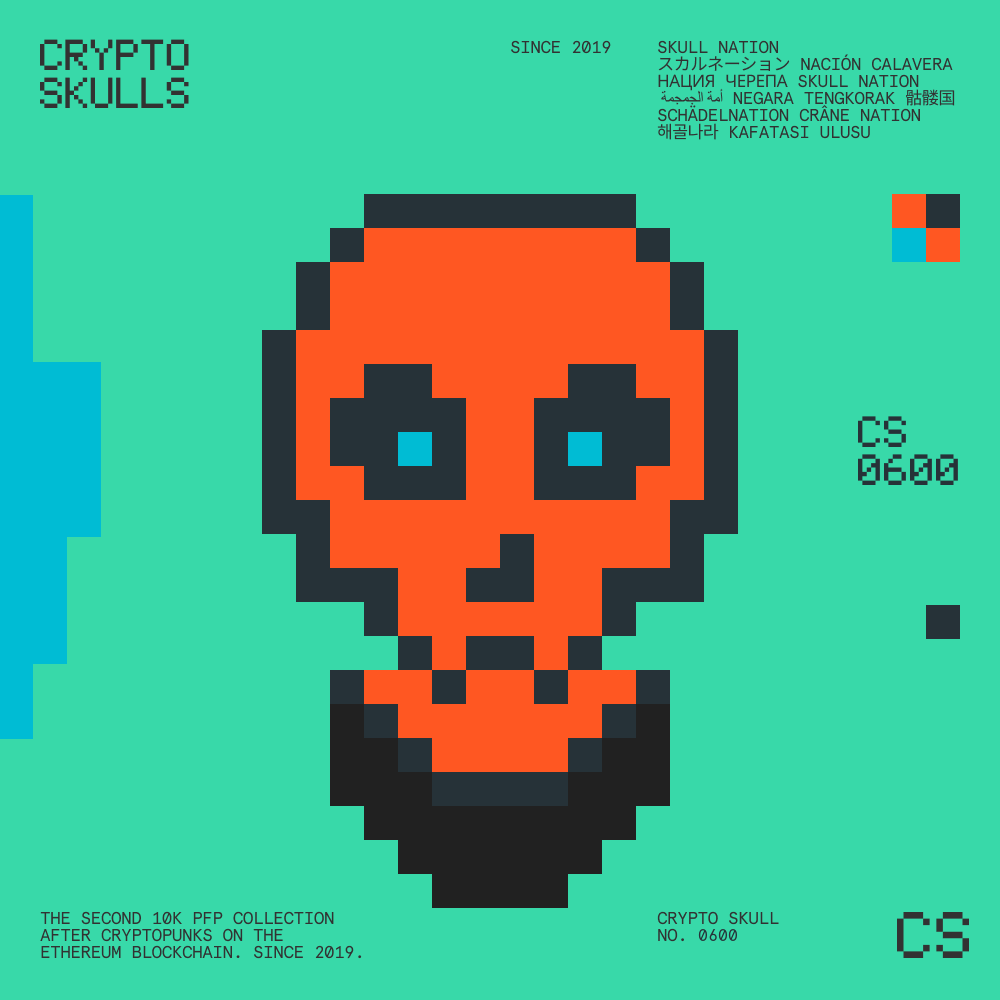 CRYPTO
SKULLS
SINCE 2019
SKULL NATION
スカルネーション NACIÓN CALAVERA
НАЦИЯ ЧЕРЕПА SKULL NATION
أمة الجمجمة NEGARA TENGKORAK 骷髅国
SCHÄDELNATION CRÂNE NATION
해골나라 KAFATASI ULUSU
CS
0600
THE SECOND 10K PFP COLLECTION
AFTER CRYPTOPUNKS ON THE
ETHEREUM BLOCKCHAIN. SINCE 2019.
CRYPTO SKULL
NO. 0600
CS